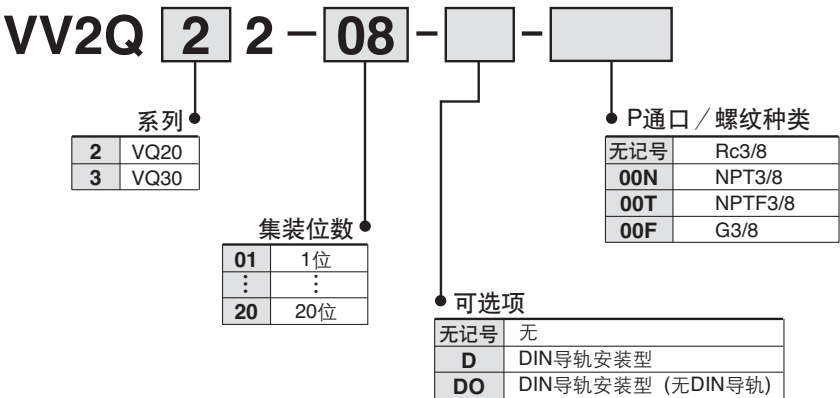 VV2Q 2 2 - 08 - -
系列
2 VQ20
3 VQ30
集装位数
01 1位
⋮ ⋮
20 20位
可选项
无记号 无
D DIN导轨安装型
DO DIN导轨安装型 (无DIN导轨)
P通口／螺纹种类
无记号 Rc3/8
00N NPT3/8
00T NPTF3/8
00F G3/8